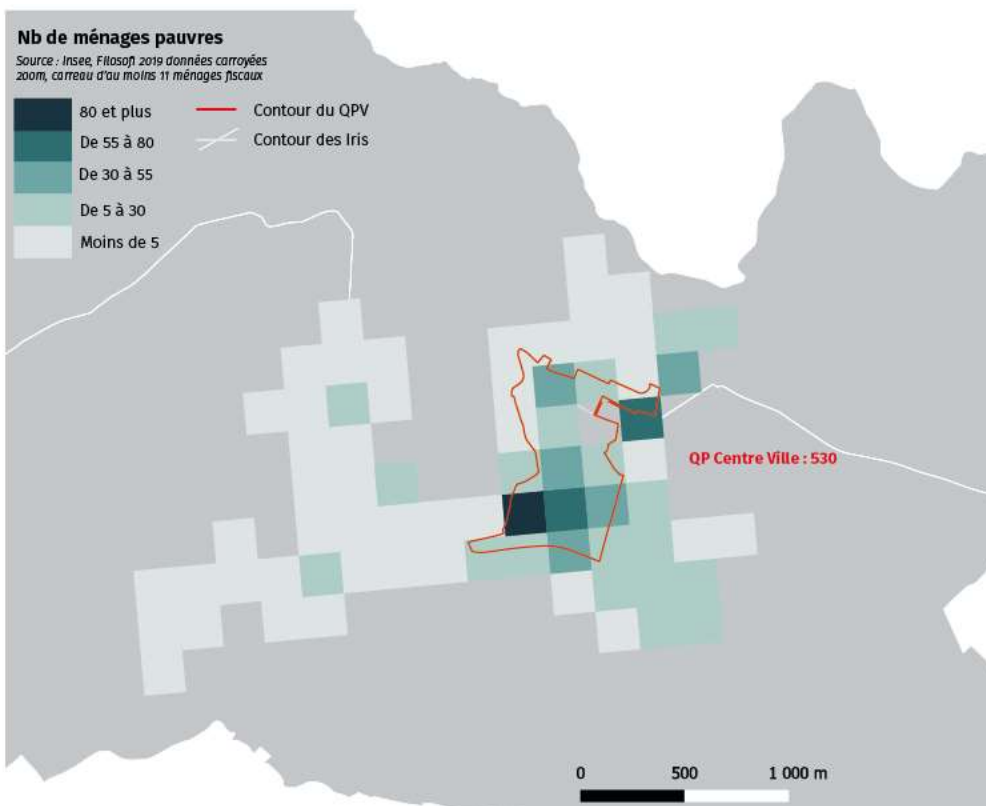 Nb de ménages pauvres
Source : Insee, Filosofi 2019 données carroyées
200m, carreau d'au moins 11 ménages fiscaux
80 et plus
De 55 à 80
De 30 à 55
De 5 à 30
Moins de 5
Contour du QPV
Contour des Iris
QP Centre Ville : 530
0 500 1 000 m